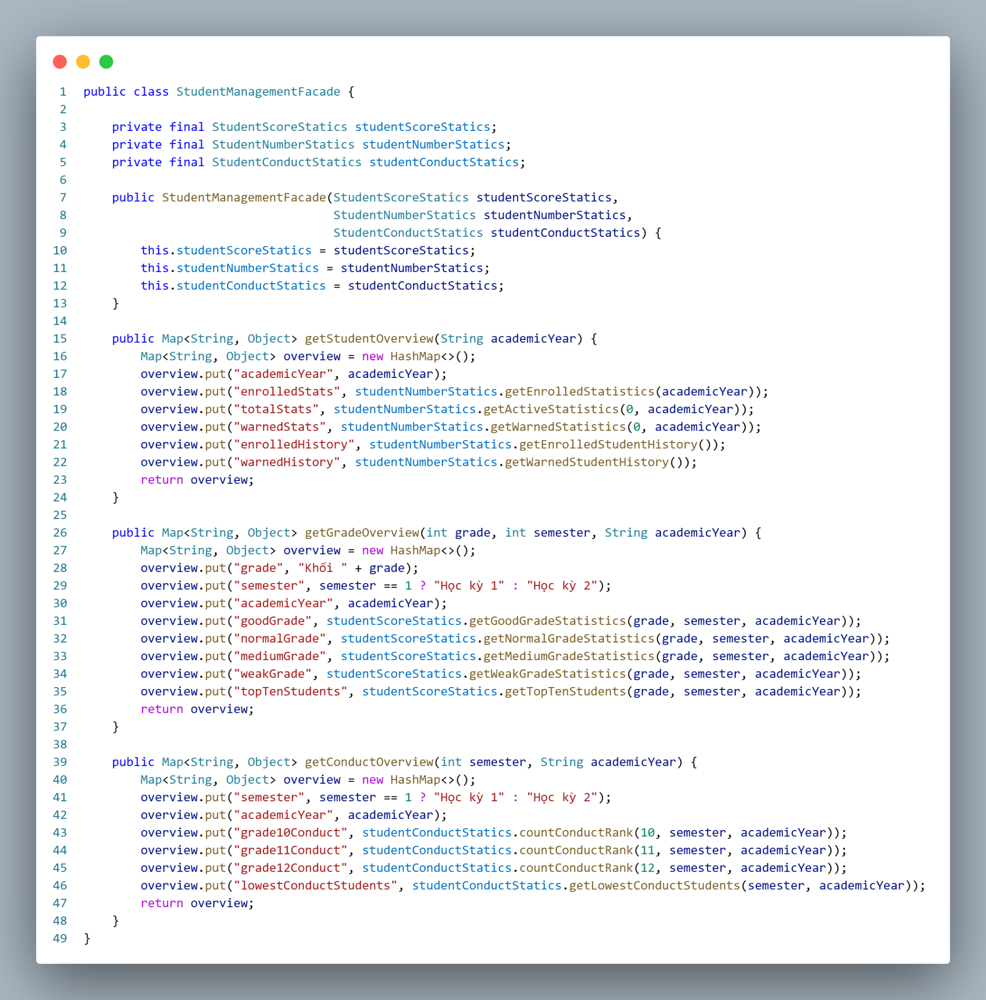 1 public class StudentManagementFacade {
2
3     private final StudentScoreStatics studentScoreStatics;
4     private final StudentNumberStatics studentNumberStatics;
5     private final StudentConductStatics studentConductStatics;
6
7     public StudentManagementFacade(StudentScoreStatics studentScoreStatics,
8                                    StudentNumberStatics studentNumberStatics,
9                                    StudentConductStatics studentConductStatics) {
10         this.studentScoreStatics = studentScoreStatics;
11         this.studentNumberStatics = studentNumberStatics;
12         this.studentConductStatics = studentConductStatics;
13     }
14
15     public Map<String, Object> getStudentOverview(String academicYear) {
16         Map<String, Object> overview = new HashMap<>();
17         overview.put("academicYear", academicYear);
18         overview.put("enrolledStats", studentNumberStatics.getEnrolledStatistics(academicYear));
19         overview.put("totalStats", studentNumberStatics.getActiveStatistics(0, academicYear));
20         overview.put("warnedStats", studentNumberStatics.getWarnedStatistics(0, academicYear));
21         overview.put("enrolledHistory", studentNumberStatics.getEnrolledStudentHistory());
22         overview.put("warnedHistory", studentNumberStatics.getWarnedStudentHistory());
23         return overview;
24     }
25
26     public Map<String, Object> getGradeOverview(int grade, int semester, String academicYear) {
27         Map<String, Object> overview = new HashMap<>();
28         overview.put("grade", "Khối " + grade);
29         overview.put("semester", semester == 1 ? "Học kỳ 1" : "Học kỳ 2");
30         overview.put("academicYear", academicYear);
31         overview.put("goodGrade", studentScoreStatics.getGoodGradeStatistics(grade, semester, academicYear));
32         overview.put("normalGrade", studentScoreStatics.getNormalGradeStatistics(grade, semester, academicYear));
33         overview.put("mediumGrade", studentScoreStatics.getMediumGradeStatistics(grade, semester, academicYear));
34         overview.put("weakGrade", studentScoreStatics.getWeakGradeStatistics(grade, semester, academicYear));
35         overview.put("topTenStudents", studentScoreStatics.getTopTenStudents(grade, semester, academicYear));
36         return overview;
37     }
38
39     public Map<String, Object> getConductOverview(int semester, String academicYear) {
40         Map<String, Object> overview = new HashMap<>();
41         overview.put("semester", semester == 1 ? "Học kỳ 1" : "Học kỳ 2");
42         overview.put("academicYear", academicYear);
43         overview.put("grade10Conduct", studentConductStatics.countConductRank(10, semester, academicYear));
44         overview.put("grade11Conduct", studentConductStatics.countConductRank(11, semester, academicYear));
45         overview.put("grade12Conduct", studentConductStatics.countConductRank(12, semester, academicYear));
46         overview.put("lowestConductStudents", studentConductStatics.getLowestConductStudents(semester, academicYear));
47         return overview;
48     }
49 }